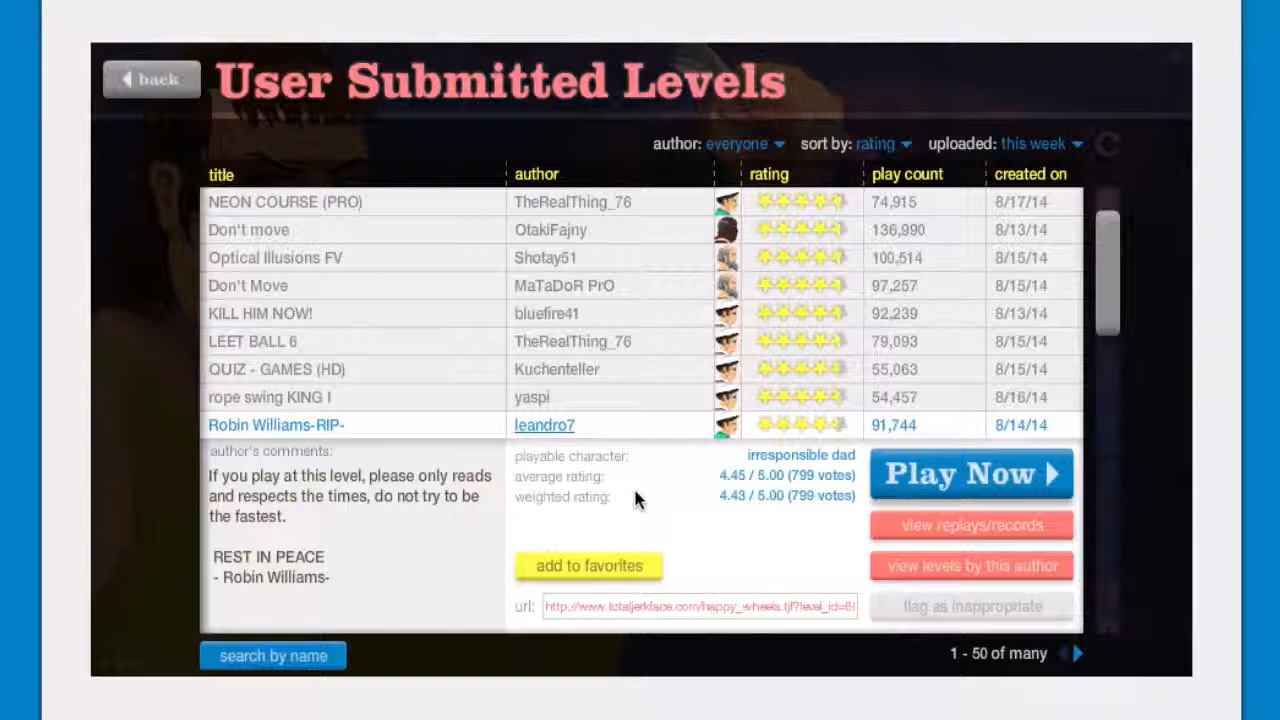 back
User Submitted Levels
author: everyone sort by: rating uploaded: this week
title author rating play count created on
NEON COURSE (PRO) TheRealThing_76 74,915 8/17/14
Don't move OtakiFajny 136,990 8/13/14
Optical Illusions FV Shotay51 100,514 8/15/14
Don't Move MaTaDoR PrO 97,257 8/15/14
KILL HIM NOW! bluefire41 92,239 8/13/14
LEET BALL 6 TheRealThing_76 79,093 8/15/14
QUIZ - GAMES (HD) Kuchenteller 55,063 8/15/14
rope swing KING I yaspi 54,457 8/16/14
Robin Williams-RIP- leandro7 91,744 8/14/14
author's comments:
If you play at this level, please only reads
and respects the times, do not try to be
the fastest.
REST IN PEACE
- Robin Williams-
playable character: irresponsible dad
average rating: 4.45 / 5.00 (799 votes)
weighted rating: 4.43 / 5.00 (799 votes)
add to favorites
url: http://www.totaljerkface.com/happy_wheels.tjf?level_id=6
Play Now
view replays/records
view levels by this author
flag as inappropriate
search by name
1 - 50 of many